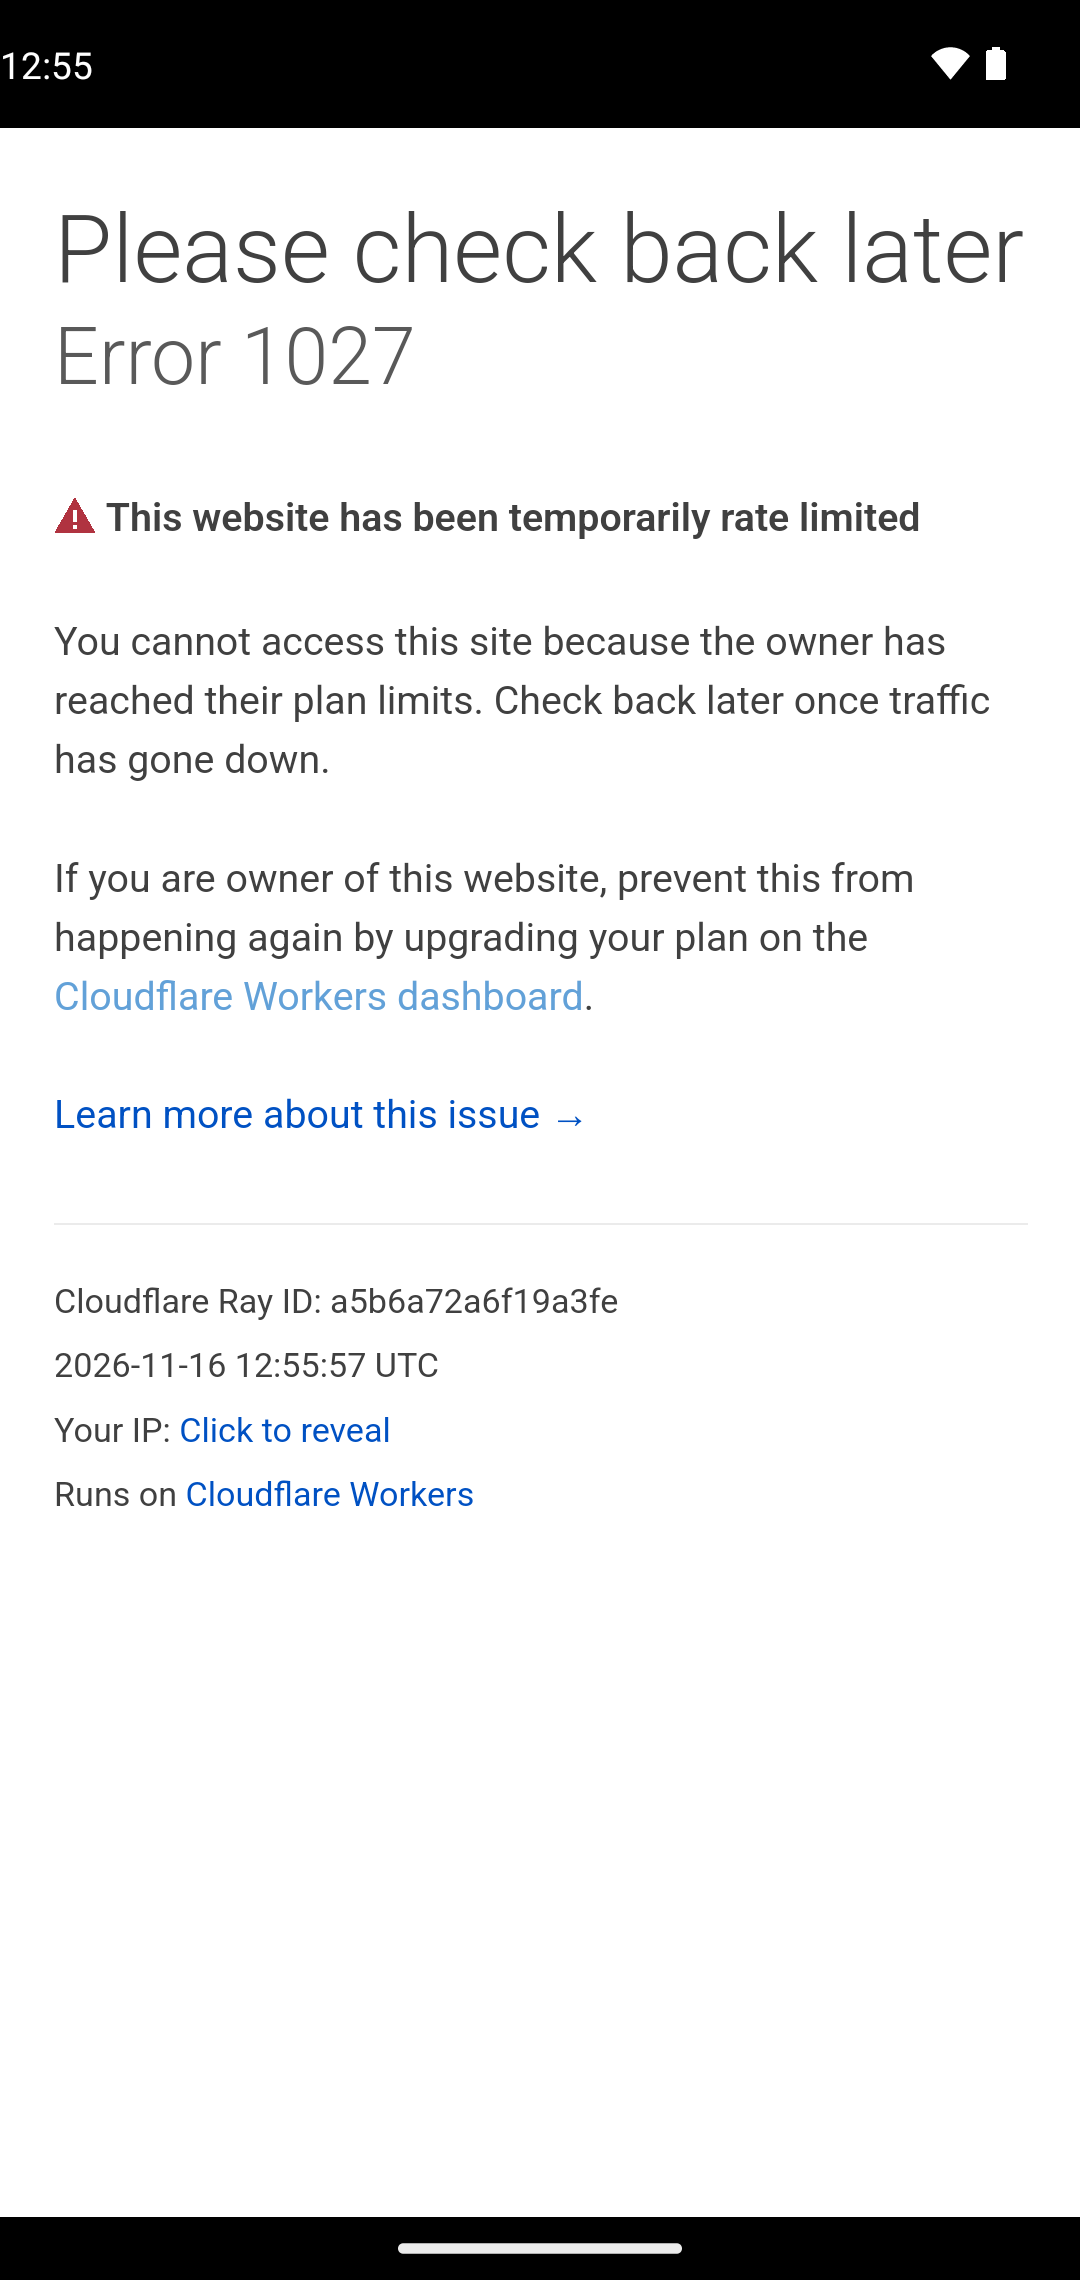 12:55
Please check back later
Error 1027
This website has been temporarily rate limited
You cannot access this site because the owner has
reached their plan limits. Check back later once traffic
has gone down.
If you are owner of this website, prevent this from
happening again by upgrading your plan on the
Cloudflare Workers dashboard.
Learn more about this issue →
Cloudflare Ray ID: a5b6a72a6f19a3fe
2026-11-16 12:55:57 UTC
Your IP: Click to reveal
Runs on Cloudflare Workers